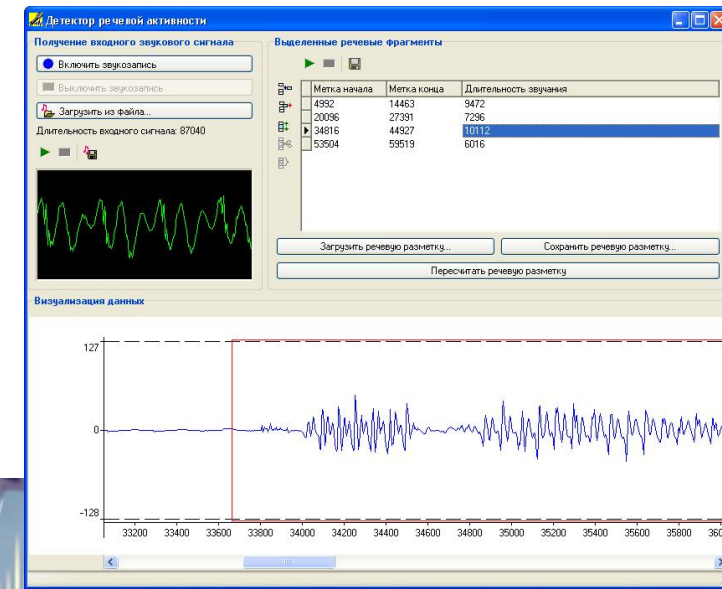 Детектор речевой активности
Получение входного звукового сигнала
Включить звукозапись
Выключить звукозапись
Загрузить из файла...
Длительность входного сигнала: 87040
Выделенные речевые фрагменты
Метка начала Метка конца Длительность звучания
4992 14463 9472
20096 27391 7296
34816 44927 10112
53504 59519 6016
Загрузить речевую разметку... Сохранить речевую разметку...
Пересчитать речевую разметку
Визуализация данных
127
0
-128
33200 33400 33600 33800 34000 34200 34400 34600 34800 35000 35200 35400 35600 35800 360